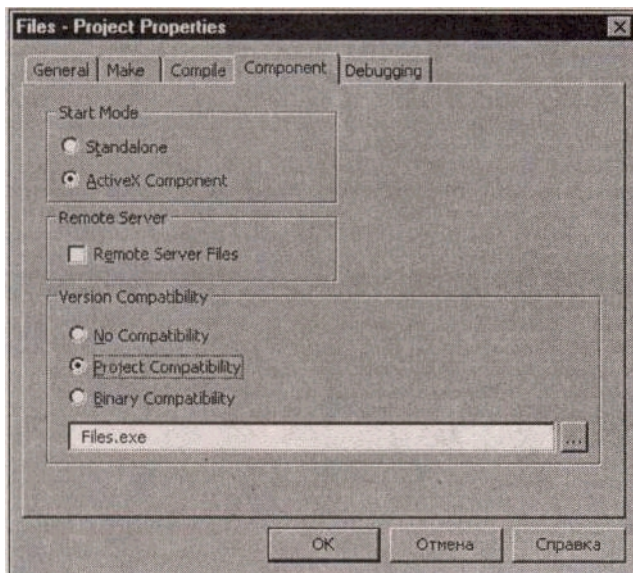 Files - Project Properties
General Make Compile Component Debugging
Start Mode
Standalone
ActiveX Component
Remote Server
Remote Server Files
Version Compatibility
No Compatibility
Project Compatibility
Binary Compatibility
Files.exe
...
OK Отмена Справка